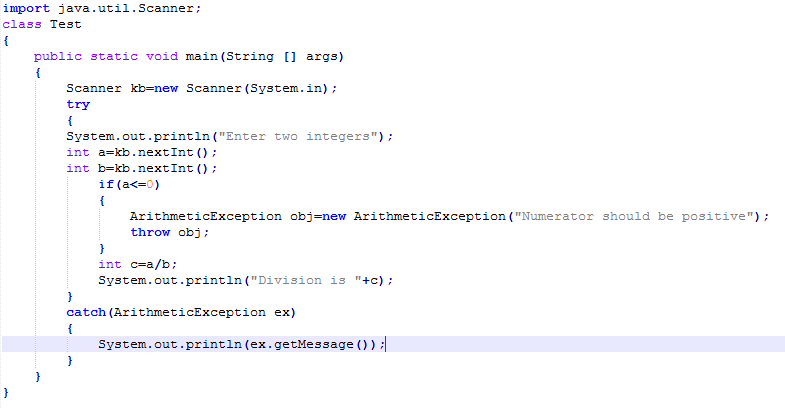 import java.util.Scanner;
class Test
{
    public static void main(String [] args)
    {
        Scanner kb=new Scanner(System.in);
        try
        {
        System.out.println("Enter two integers");
        int a=kb.nextInt();
        int b=kb.nextInt();
            if(a<=0)
            {
                ArithmeticException obj=new ArithmeticException("Numerator should be positive");
                throw obj;
            }
            int c=a/b;
            System.out.println("Division is "+c);
        }
        catch(ArithmeticException ex)
        {
            System.out.println(ex.getMessage());
        }
    }
}